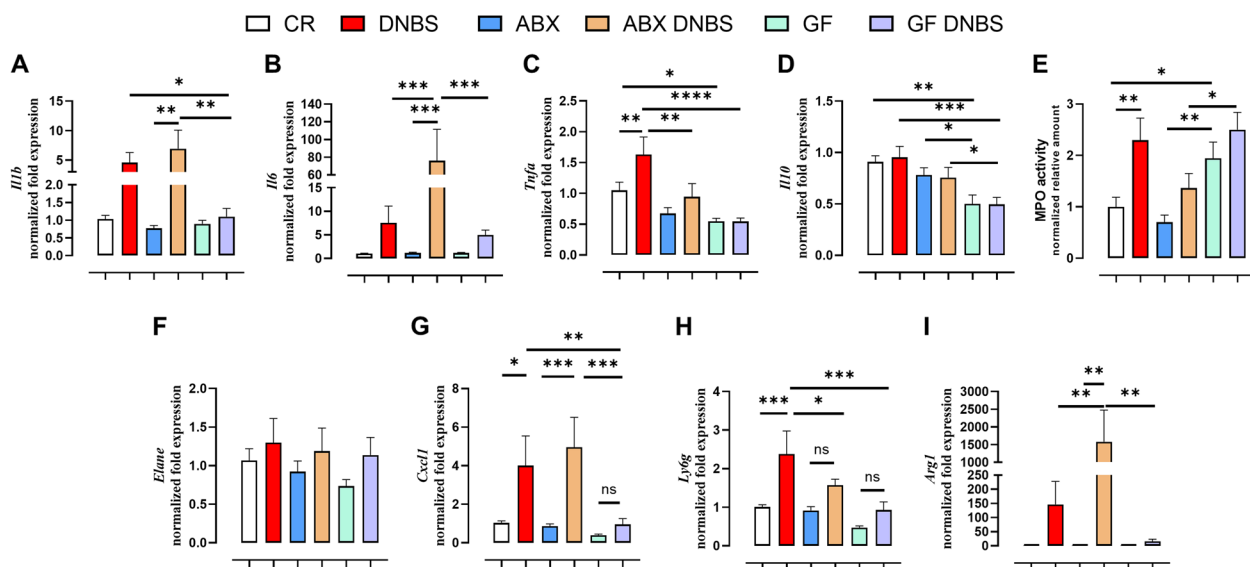 CR DNBS ABX ABX DNBS GF GF DNBS
A
Il1b
normalized fold expression
15
10
5
2.0
1.5
1.0
0.5
0.0
*
** **
B
Il6
normalized fold expression
140
120
100
80
60
40
20
15
10
5
0
*** ***
***
C
Tnfa
normalized fold expression
2.5
2.0
1.5
1.0
0.5
0.0
*
****
** **
D
Il10
normalized fold expression
1.5
1.0
0.5
0.0
**
***
*
*
E
MPO activity
normalized relative amount
3
2
1
0
*
** *
**
F
Elane
normalized fold expression
2.0
1.5
1.0
0.5
0.0
G
Cxcl1
normalized fold expression
8
6
4
2
0
**
* *** ***
ns
H
Ly6g
normalized fold expression
4
3
2
1
0
***
*** *
ns ns
I
Arg1
normalized fold expression
3000
2500
2000
1500
1000
250
200
150
100
50
0
**
** **